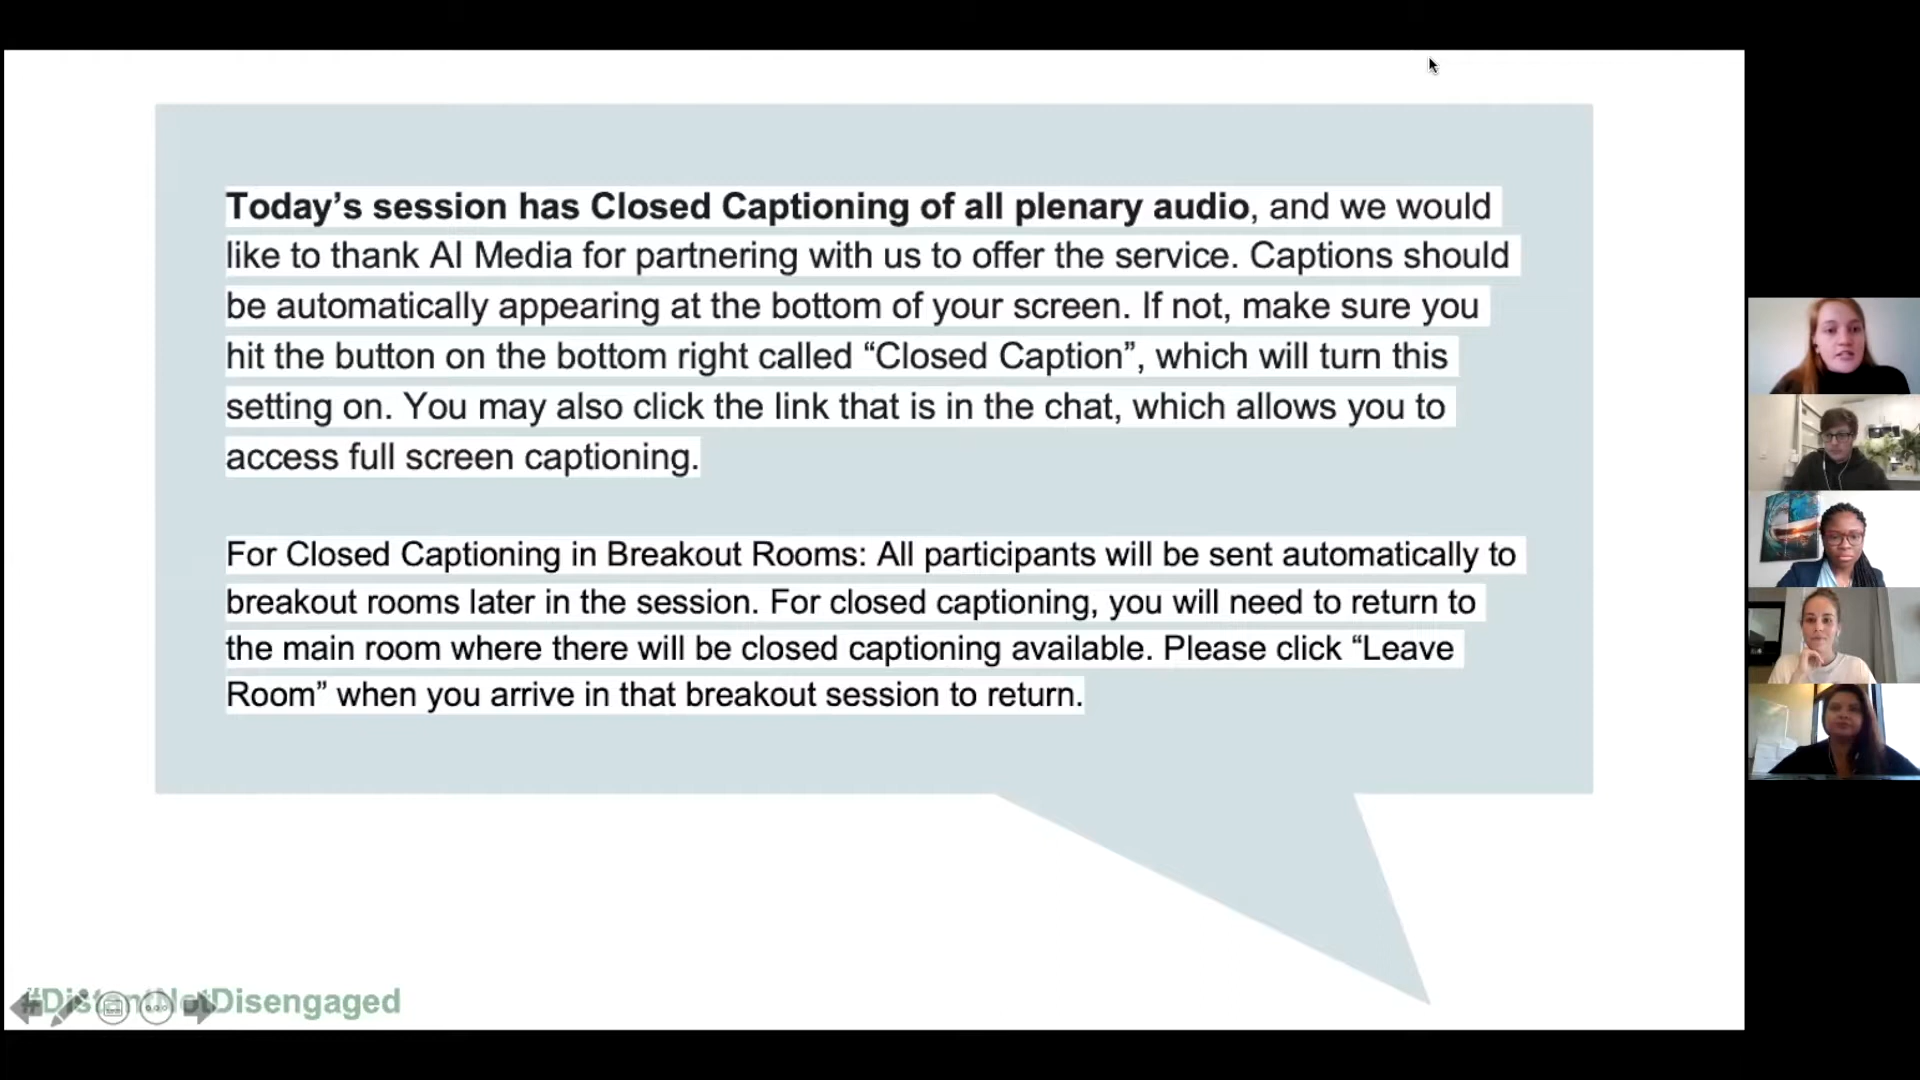 Today’s session has Closed Captioning of all plenary audio, and we would
like to thank AI Media for partnering with us to offer the service. Captions should
be automatically appearing at the bottom of your screen. If not, make sure you
hit the button on the bottom right called “Closed Caption”, which will turn this
setting on. You may also click the link that is in the chat, which allows you to
access full screen captioning.
For Closed Captioning in Breakout Rooms: All participants will be sent automatically to
breakout rooms later in the session. For closed captioning, you will need to return to
the main room where there will be closed captioning available. Please click “Leave
Room” when you arrive in that breakout session to return.
#DistantNotDisengaged